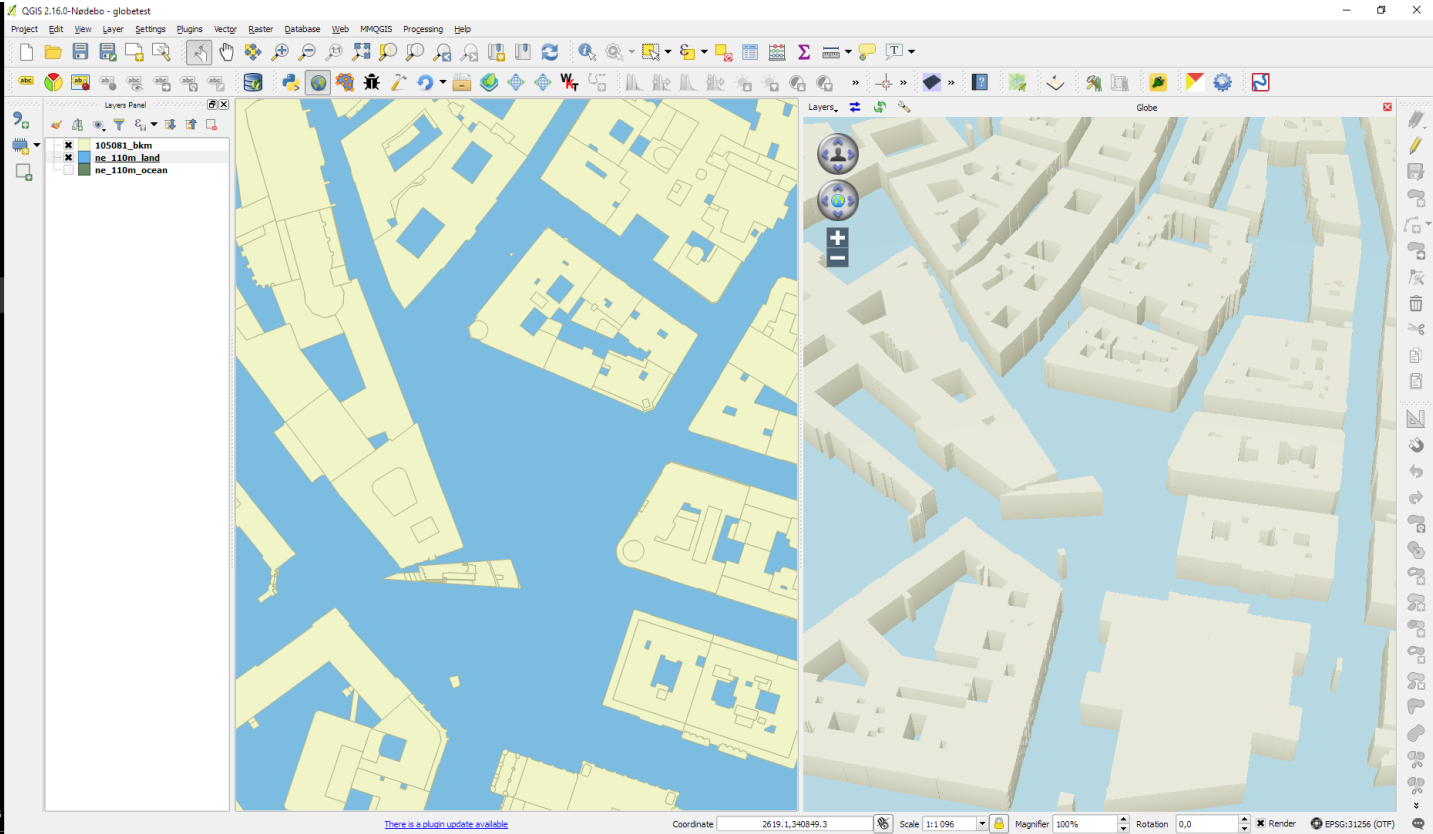 QGIS 2.16.0-Nødebo - globetest
Project Edit View Layer Settings Plugins Vector Raster Database Web MMQGIS Processing Help
Layers Panel
105081_bkm
ne_110m_land
ne_110m_ocean
Layers
Globe
There is a plugin update available
Coordinate 2619.1,340849.3 Scale 1:1 096 Magnifier 100% Rotation 0,0 Render EPSG:31256 (OTF)